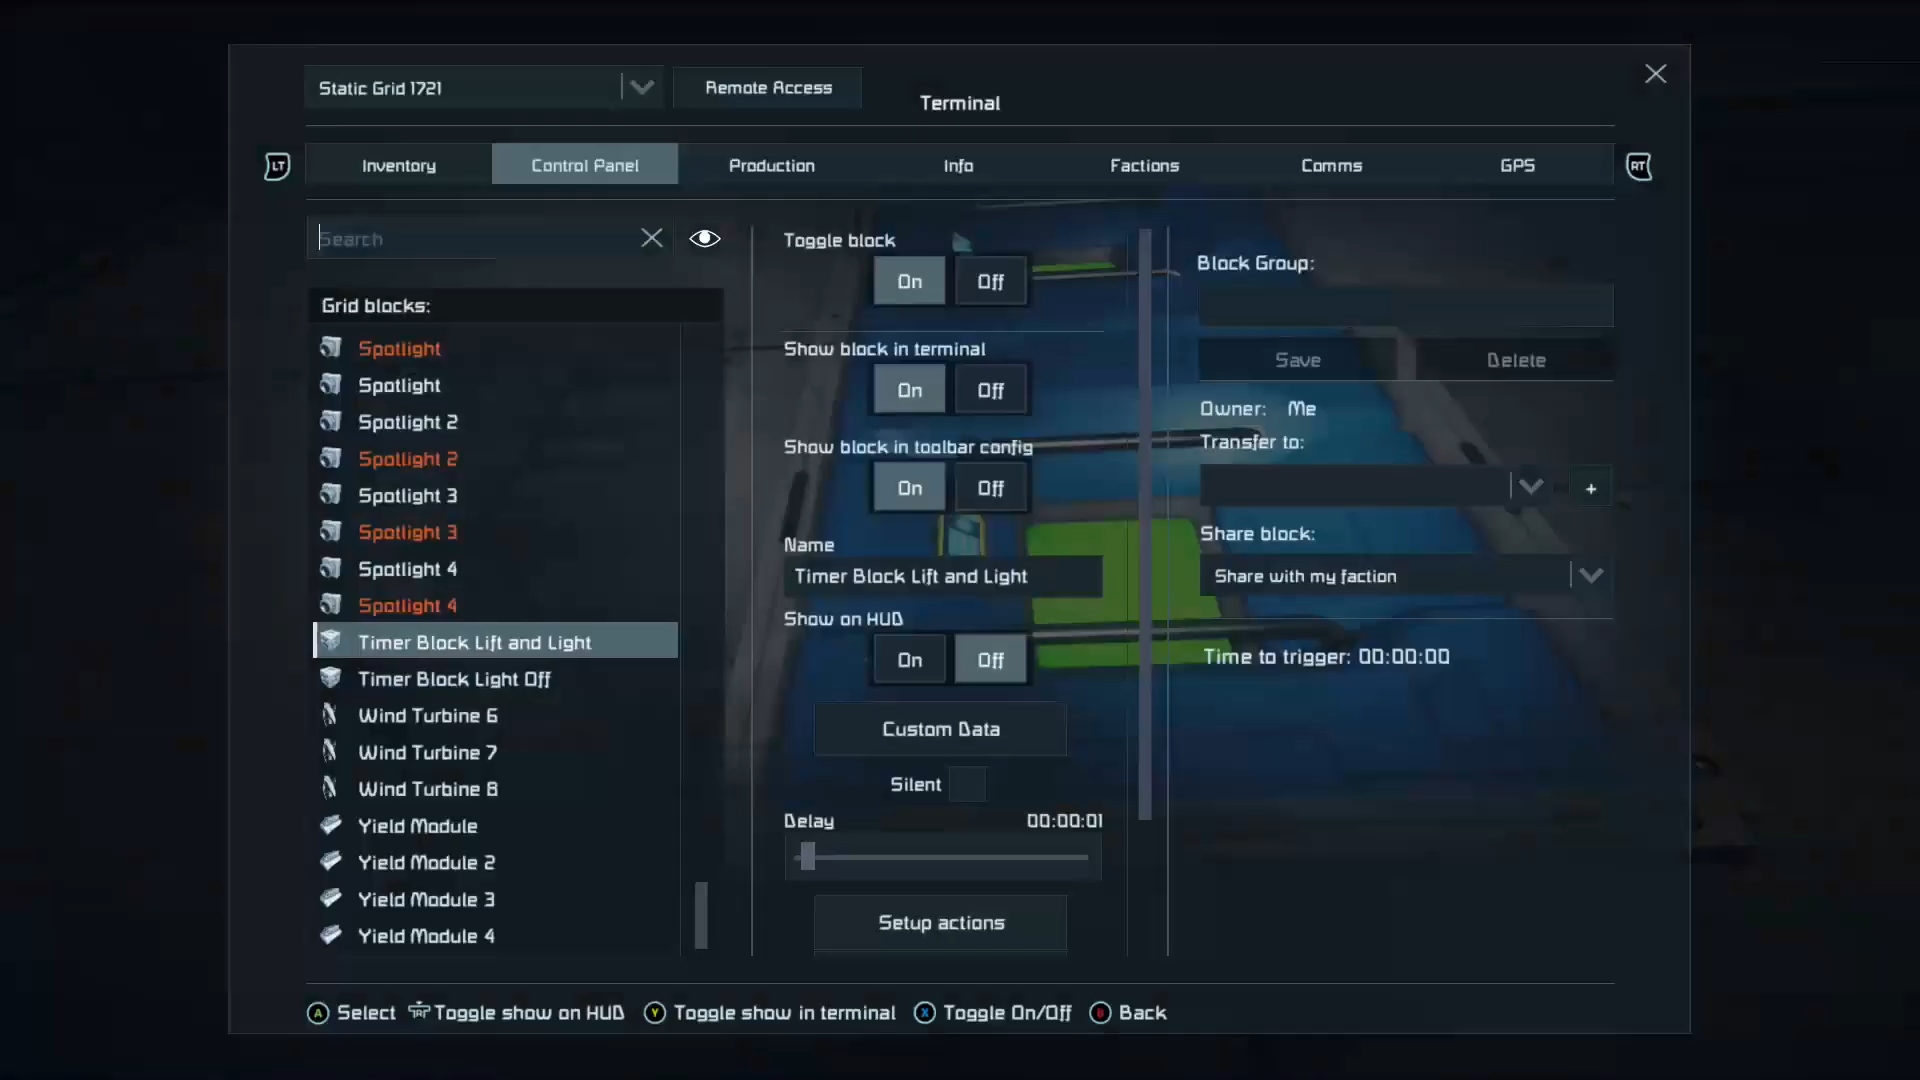 Static Grid 1721
Remote Access
Terminal
LT
Inventory
Control Panel
Production
Info
Factions
Comms
GPS
RT
Search
Grid blocks:
Spotlight
Spotlight
Spotlight 2
Spotlight 2
Spotlight 3
Spotlight 3
Spotlight 4
Spotlight 4
Timer Block Lift and Light
Timer Block Light Off
Wind Turbine 6
Wind Turbine 7
Wind Turbine 8
Yield Module
Yield Module 2
Yield Module 3
Yield Module 4
Toggle block
On Off
Show block in terminal
On Off
Show block in toolbar config
On Off
Name
Timer Block Lift and Light
Show on HUD
On Off
Custom Data
Silent
Delay 00:00:01
Setup actions
Block Group:
Save Delete
Owner: Me
Transfer to:
+
Share block:
Share with my faction
Time to trigger: 00:00:00
A Select Toggle show on HUD Y Toggle show in terminal X Toggle On/Off B Back